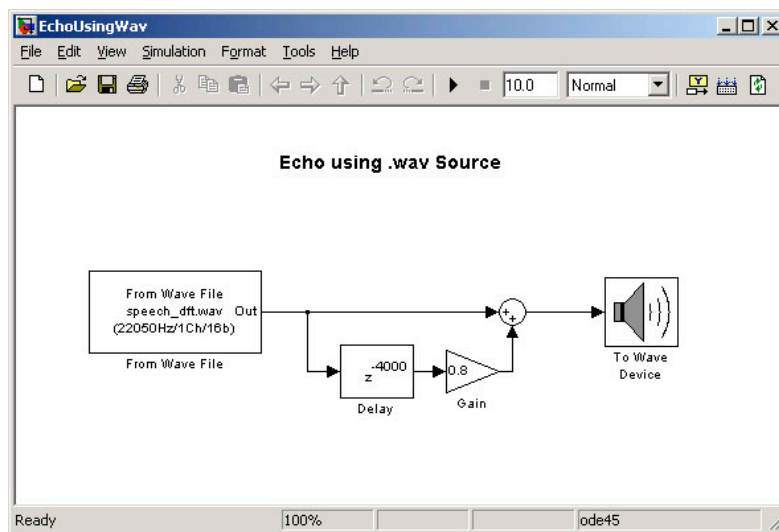 EchoUsingWav
File Edit View Simulation Format Tools Help
10.0 Normal
Echo using .wav Source
From Wave File
speech_dft.wav Out
(22050Hz/1Ch/16b)
From Wave File
z-4000
Delay
0.8
Gain
+
+
To Wave
Device
Ready 100% ode45